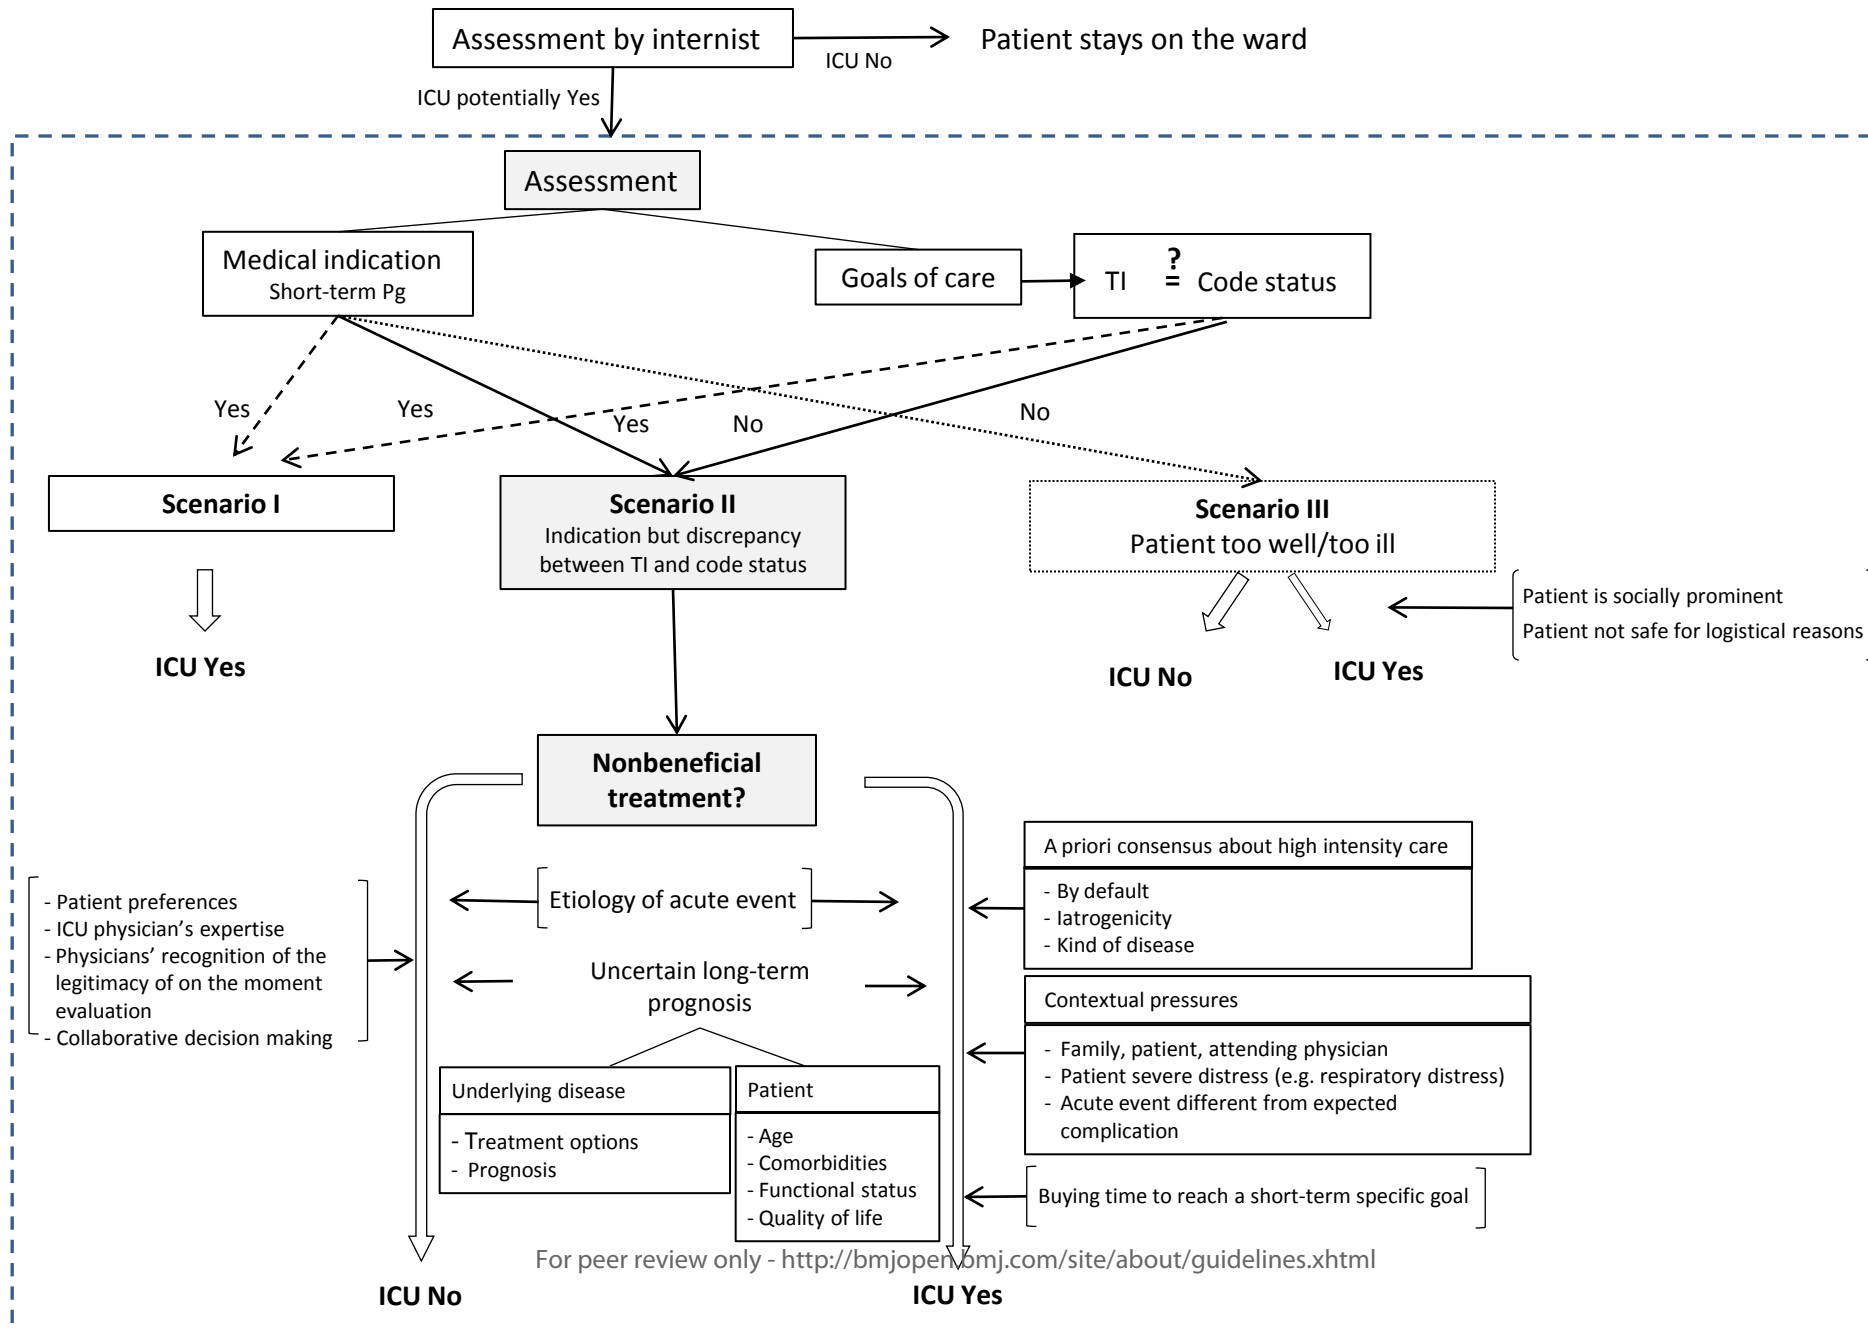 Assessment by internist
Patient stays on the ward
ICU No
ICU potentially Yes
Assessment
Medical indication
Short-term Pg
Goals of care
TI ?= Code status
Yes
Yes
Yes
No
No
Scenario I
Scenario II
Indication but discrepancy
between TI and code status
Scenario III
Patient too well/too ill
ICU Yes
ICU No
ICU Yes
Patient is socially prominent
Patient not safe for logistical reasons
Nonbeneficial
treatment?
- Patient preferences
- ICU physician's expertise
- Physicians' recognition of the
legitimacy of on the moment
evaluation
- Collaborative decision making
Etiology of acute event
Uncertain long-term
prognosis
Underlying disease
- Treatment options
- Prognosis
Patient
- Age
- Comorbidities
- Functional status
- Quality of life
A priori consensus about high intensity care
- By default
- Iatrogenicity
- Kind of disease
Contextual pressures
- Family, patient, attending physician
- Patient severe distress (e.g. respiratory distress)
- Acute event different from expected
complication
Buying time to reach a short-term specific goal
For peer review only - http://bmjopen.bmj.com/site/about/guidelines.xhtml
ICU No
ICU Yes